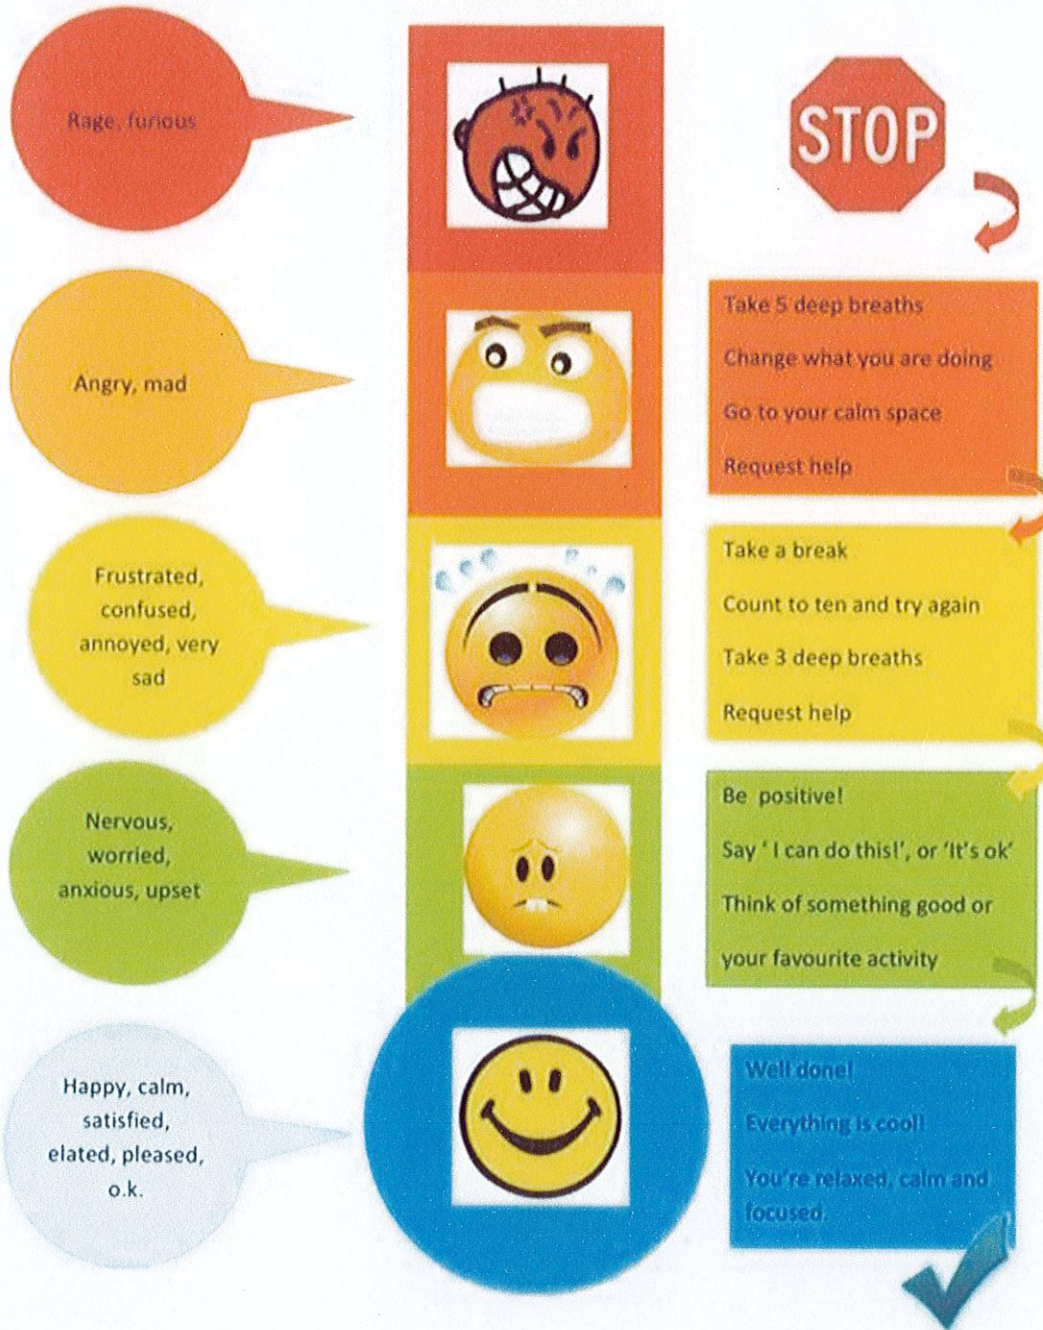 Rage, furious
STOP
Angry, mad
Take 5 deep breaths
Change what you are doing
Go to your calm space
Request help
Frustrated,
confused,
annoyed, very
sad
Take a break
Count to ten and try again
Take 3 deep breaths
Request help
Nervous,
worried,
anxious, upset
Be positive!
Say ' I can do this!', or 'It's ok'
Think of something good or
your favourite activity
Happy, calm,
satisfied,
elated, pleased,
o.k.
Well done!
Everything is cool!
You're relaxed, calm and
focused.